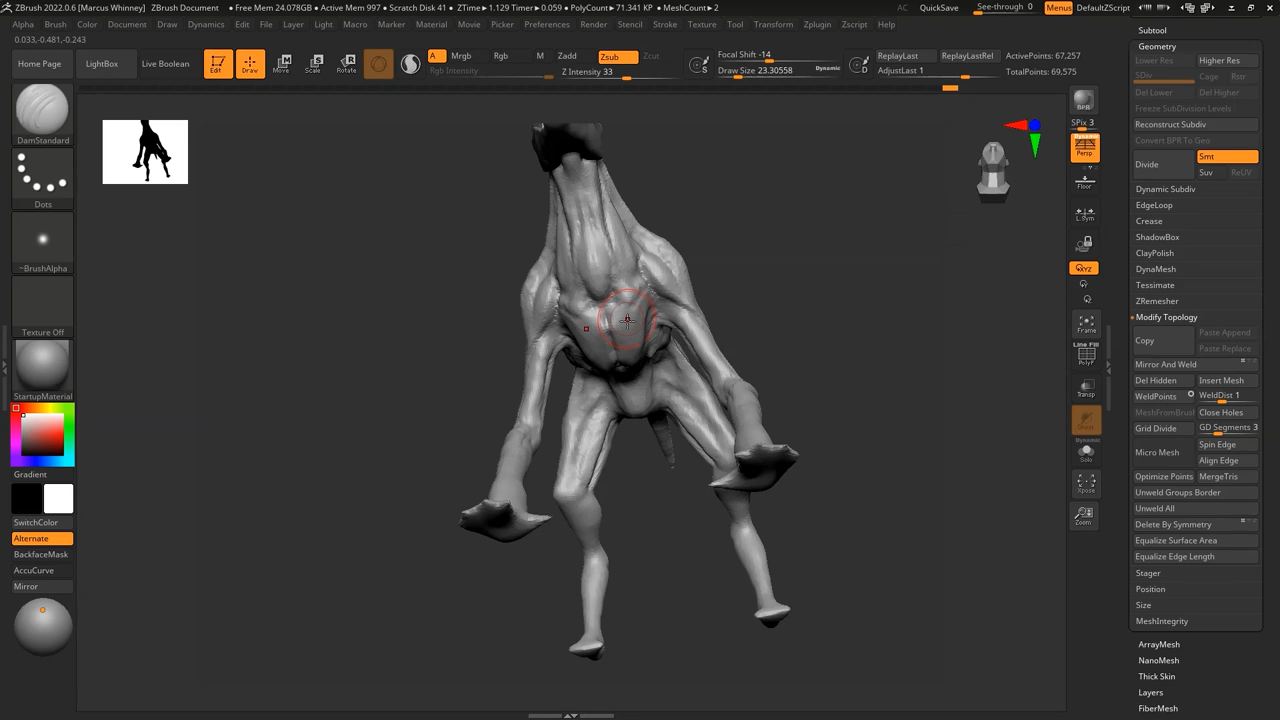 ZBrush 2022.0.6 [Marcus Whinney] ZBrush Document • Free Mem 24.078GB • Active Mem 997 • Scratch Disk 41 • ZTime▸1.129 Timer▸0.059 • PolyCount▸71.341 KP • MeshCount▸2 AC QuickSave See-through 0 Menus DefaultZScript
Alpha Brush Color Document Draw Dynamics Edit File Layer Light Macro Marker Material Movie Picker Preferences Render Stencil Stroke Texture Tool Transform Zplugin Zscript Help
0.033,-0.481,-0.243
Home Page
LightBox
Live Boolean
Edit
Draw
Move
Scale
Rotate
A Mrgb Rgb M Zadd Zsub Zcut
Rgb Intensity Z Intensity 33
S
Focal Shift -14
Draw Size 23.30558 Dynamic
D
ReplayLast ReplayLastRel
AdjustLast 1
ActivePoints: 67,257
TotalPoints: 69,575
DamStandard
Dots
~BrushAlpha
Texture Off
StartupMaterial
Gradient
SwitchColor
Alternate
BackfaceMask
AccuCurve
Mirror
BPR
SPix 3
Dynamic
Persp
Floor
L.Sym
XYZ
Frame
Line Fill
PolyF
Transp
Ghost
Dynamic
Solo
Xpose
Zoom
Subtool
Geometry
Lower Res Higher Res
SDiv Cage Rstr
Del Lower Del Higher
Freeze SubDivision Levels
Reconstruct Subdiv
Convert BPR To Geo
Divide Smt
Suv ReUV
Dynamic Subdiv
EdgeLoop
Crease
ShadowBox
ClayPolish
DynaMesh
Tessimate
ZRemesher
Modify Topology
Copy Paste Append
Paste Replace
Mirror And Weld
Del Hidden Insert Mesh
WeldPoints WeldDist 1
MeshFromBrush Close Holes
Grid Divide GD Segments 3
Micro Mesh Spin Edge
Align Edge
Optimize Points MergeTris
Unweld Groups Border
Unweld All
Delete By Symmetry
Equalize Surface Area
Equalize Edge Length
Stager
Position
Size
MeshIntegrity
ArrayMesh
NanoMesh
Thick Skin
Layers
FiberMesh